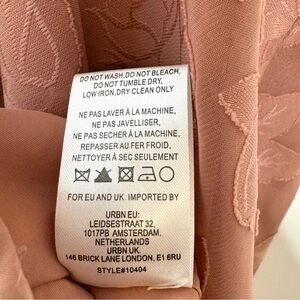 DO NOT WASH,DO NOT BLEACH,
DO NOT TUMBLE DRY,
LOW IRON,DRY CLEAN ONLY
NE PAS LAVER À LA MACHINE,
NE PAS JAVELLISER,
NE PAS SECHER À LA MACHINE,
REPASSER AU FER FROID,
NETTOYER À SEC SEULEMENT
FOR EU AND UK. IMPORTED BY
URBN EU:
LEIDSESTRAAT 32,
1017PB AMSTERDAM,
NETHERLANDS
URBN UK:
146 BRICK LANE LONDON, E1 6RU
STYLE#10404